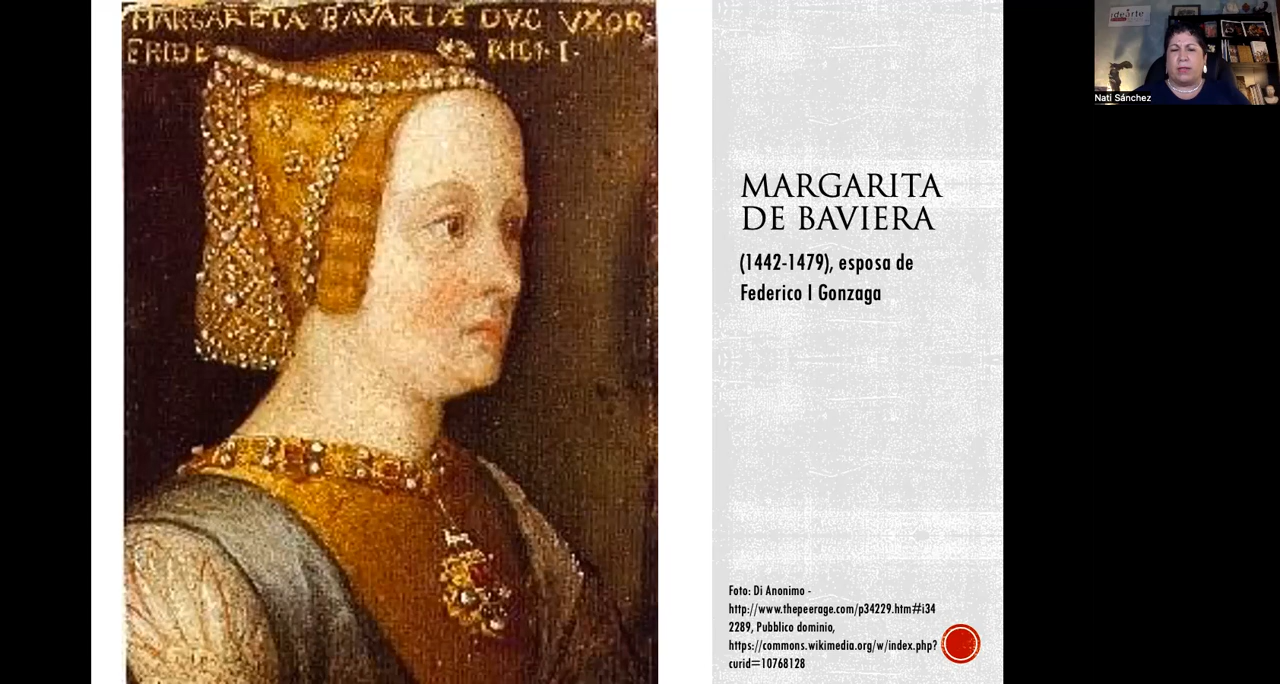 MARGARETA BAVARIÆ DVC VXOR.
FRIDE RICI·I·
MARGARITA
DE BAVIERA
(1442-1479), esposa de
Federico I Gonzaga
Foto: Di Anonimo -
http://www.thepeerage.com/p34229.htm#i34
2289, Pubblico dominio,
https://commons.wikimedia.org/w/index.php?
curid=10768128
idearte
Nati Sánchez